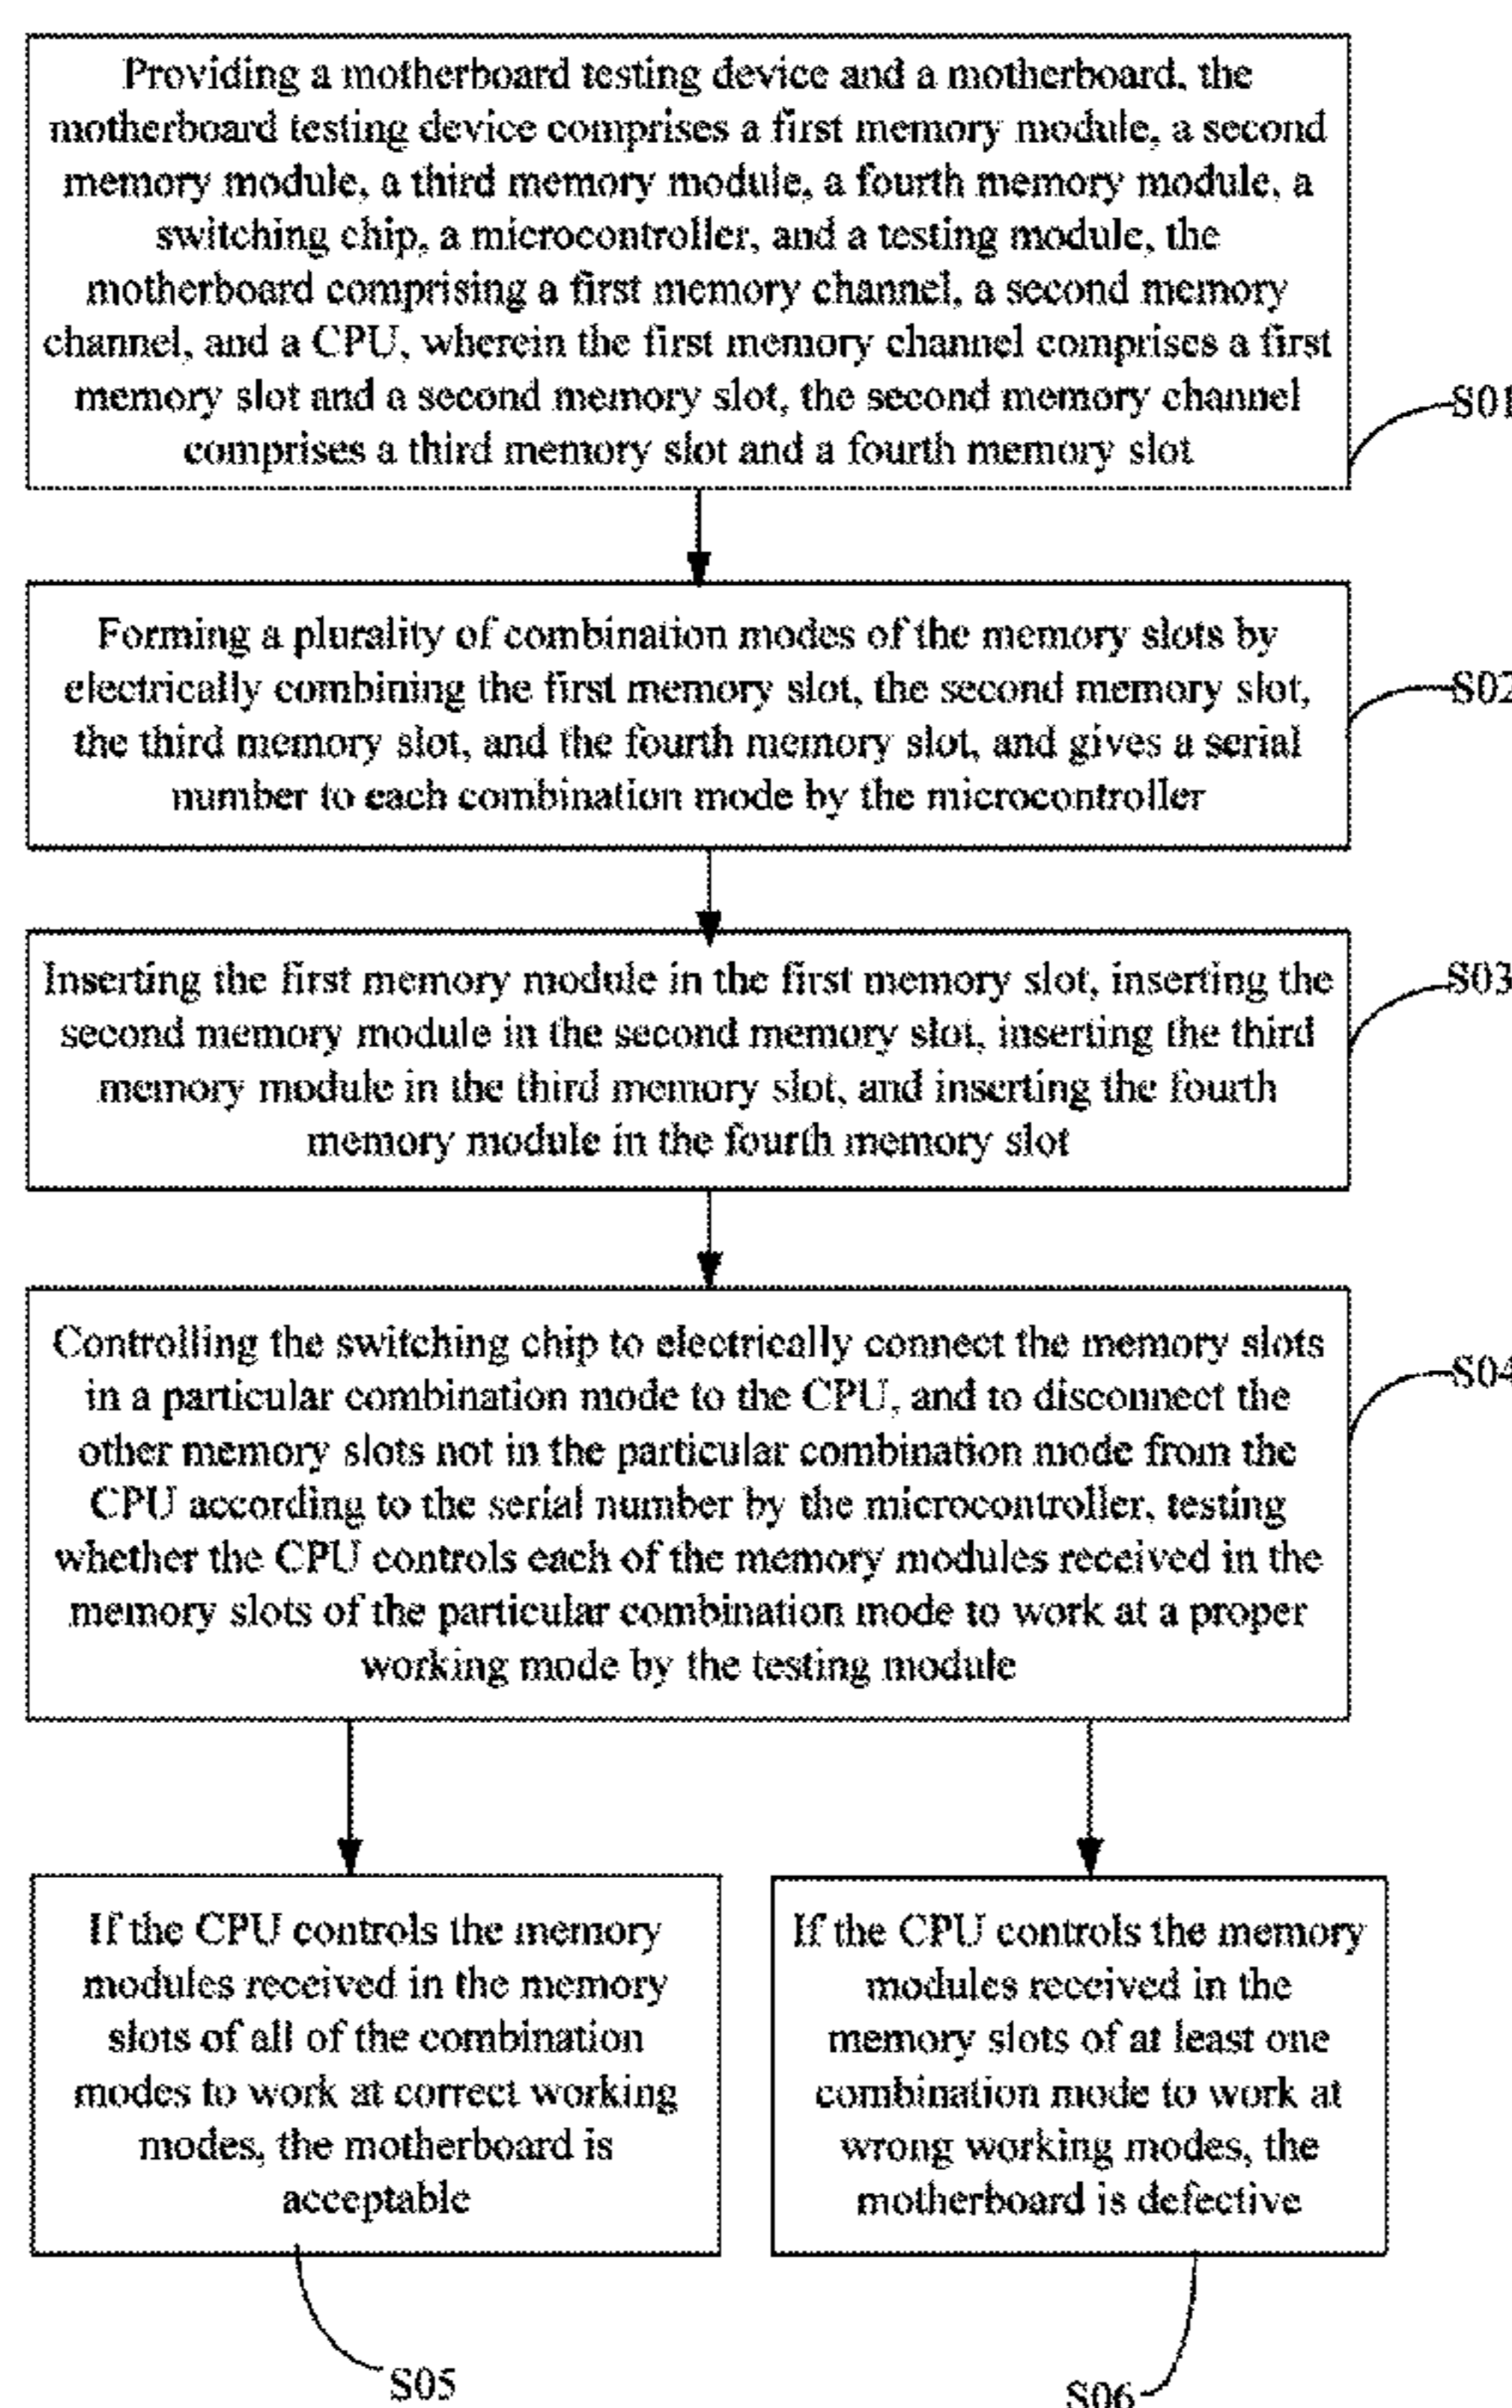 Providing a motherboard testing device and a motherboard, the
motherboard testing device comprises a first memory module, a second
memory module, a third memory module, a fourth memory module, a
switching chip, a microcontroller, and a testing module, the
motherboard comprising a first memory channel, a second memory
channel, and a CPU, wherein the first memory channel comprises a first
memory slot and a second memory slot, the second memory channel
comprises a third memory slot and a fourth memory slot
S01
Forming a plurality of combination modes of the memory slots by
electrically combining the first memory slot, the second memory slot,
the third memory slot, and the fourth memory slot, and gives a serial
number to each combination mode by the microcontroller
S02
Inserting the first memory module in the first memory slot, inserting the
second memory module in the second memory slot, inserting the third
memory module in the third memory slot, and inserting the fourth
memory module in the fourth memory slot
S03
Controlling the switching chip to electrically connect the memory slots
in a particular combination mode to the CPU, and to disconnect the
other memory slots not in the particular combination mode from the
CPU according to the serial number by the microcontroller, testing
whether the CPU controls each of the memory modules received in the
memory slots of the particular combination mode to work at a proper
working mode by the testing module
S04
If the CPU controls the memory
modules received in the memory
slots of all of the combination
modes to work at correct working
modes, the motherboard is
acceptable
S05
If the CPU controls the memory
modules received in the
memory slots of at least one
combination mode to work at
wrong working modes, the
motherboard is defective
S06